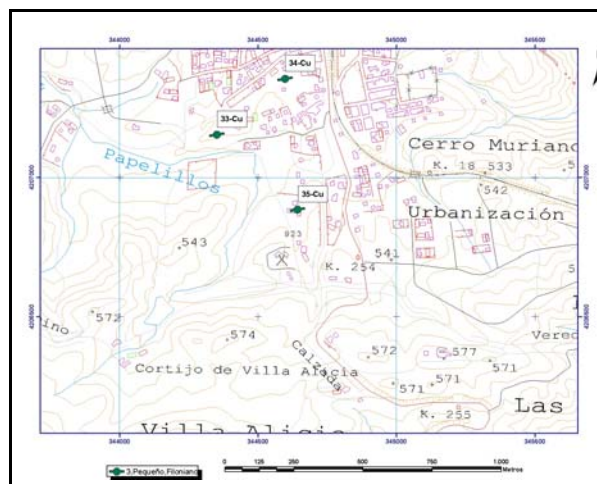 344000 344500 345000 345500
34-Cu
33-Cu
Cerro Muriano
K. 18 533
Papelillos
4207000
542
35-Cu
Urbanización
923
543
541
K. 254
4206500
572
574
Calzada
572
577
571
Cortijo de Villa Alicia
571
571
Las
K. 255
Villa Alicia
344000 344500 345000 345500
3,Pequeño,Filoniano
0 125 250 500 750 1.000
Metros